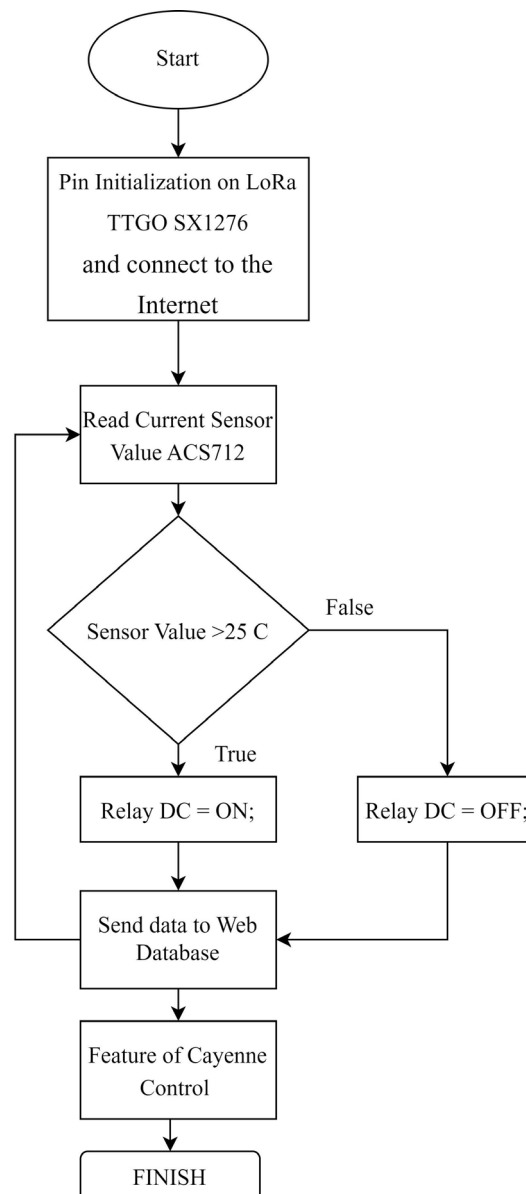 Start
Pin Initialization on LoRa
TTGO SX1276
and connect to the
Internet
Read Current Sensor
Value ACS712
Sensor Value >25 C
False
True
Relay DC = ON;
Relay DC = OFF;
Send data to Web
Database
Feature of Cayenne
Control
FINISH